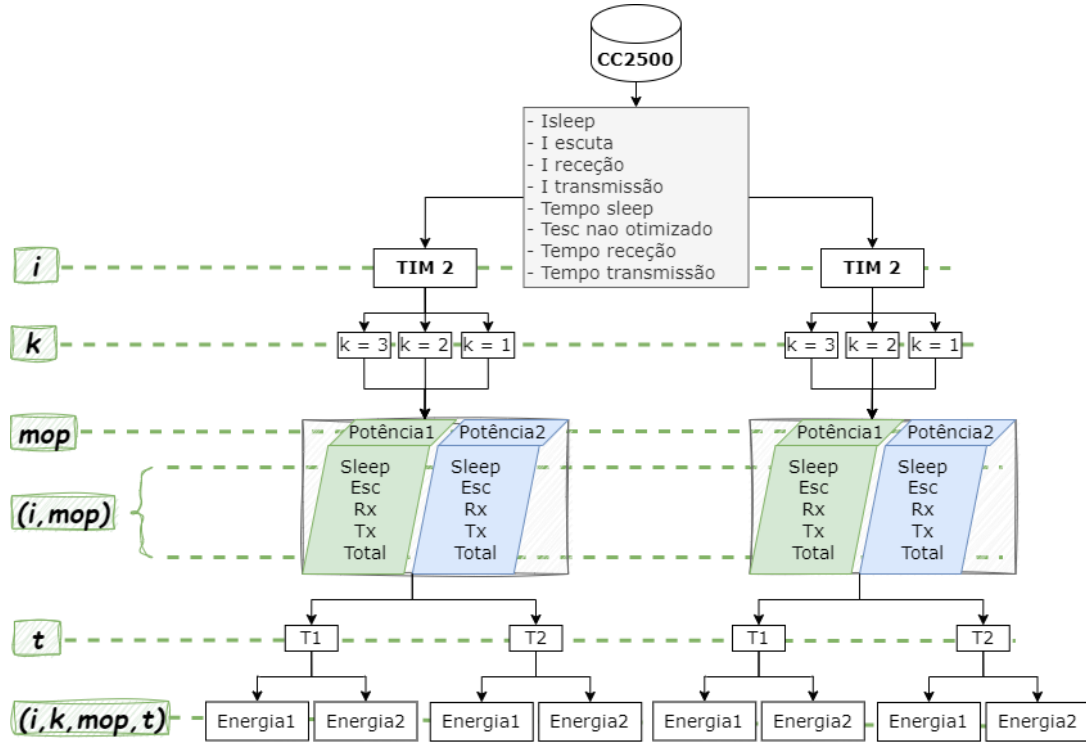 CC2500
- Isleep
- I escuta
- I receção
- I transmissão
- Tempo sleep
- Tesc nao otimizado
- Tempo receção
- Tempo transmissão
i
TIM 2
TIM 2
k
k = 3
k = 2
k = 1
k = 3
k = 2
k = 1
mop
Potência1
Potência2
Potência1
Potência2
(i,mop)
Sleep
Esc
Rx
Tx
Total
Sleep
Esc
Rx
Tx
Total
Sleep
Esc
Rx
Tx
Total
Sleep
Esc
Rx
Tx
Total
t
T1
T2
T1
T2
(i,k,mop,t)
Energia1
Energia2
Energia1
Energia2
Energia1
Energia2
Energia1
Energia2